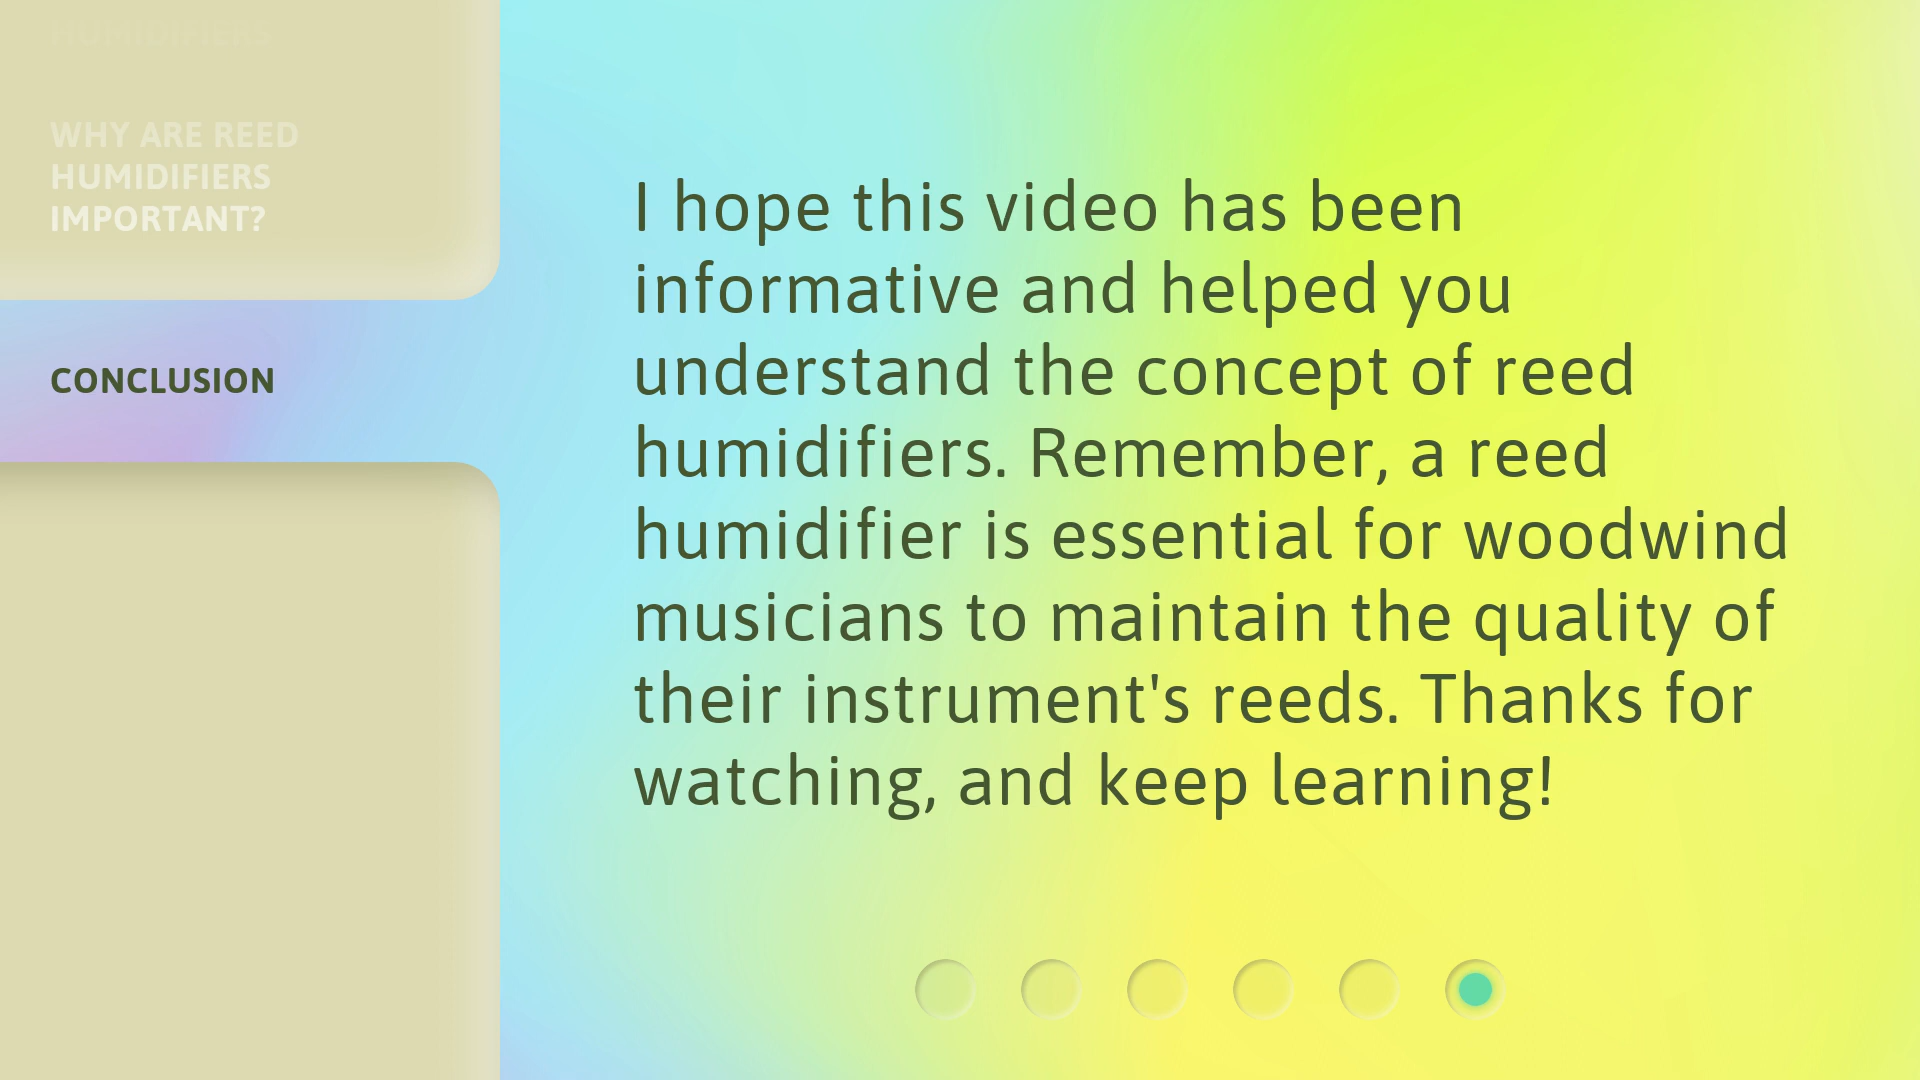 HUMIDIFIERS
WHY ARE REED
HUMIDIFIERS
IMPORTANT?
CONCLUSION
I hope this video has been
informative and helped you
understand the concept of reed
humidifiers. Remember, a reed
humidifier is essential for woodwind
musicians to maintain the quality of
their instrument's reeds. Thanks for
watching, and keep learning!